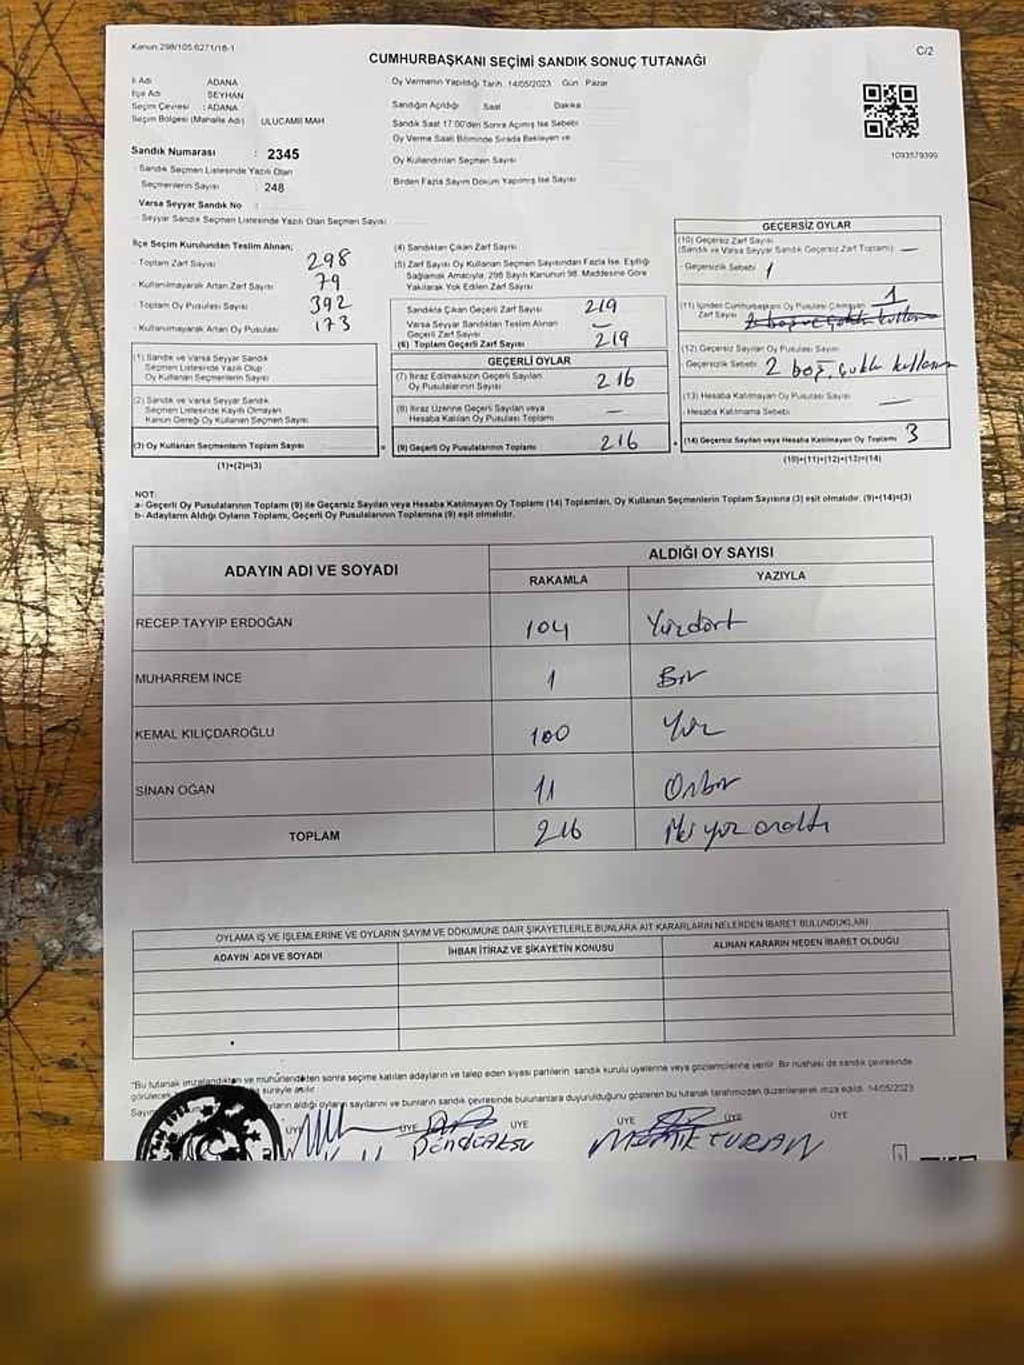 Kanun:298/105.6271/18-1
C/2
CUMHURBAŞKANI SEÇİMİ SANDIK SONUÇ TUTANAĞI
İl Adı : ADANA
İlçe Adı : SEYHAN
Seçim Çevresi : ADANA
Seçim Bölgesi (Mahalle Adı) ULUCAMİİ MAH
Oy Vermenin Yapıldığı Tarih: 14/05/2023 Gün: Pazar
Sandığın Açıldığı Saat Dakika
Sandık Saat 17:00'den Sonra Açılmış İse Sebebi
Oy Verme Saati Bitiminde Sırada Bekleyen ve
Oy Kullandırılan Seçmen Sayısı
Birden Fazla Sayım Döküm Yapılmış İse Sayısı
1093579399
Sandık Numarası : 2345
- Sandık Seçmen Listesinde Yazılı Olan
Seçmenlerin Sayısı : 248
Varsa Seyyar Sandık No :
- Seyyar Sandık Seçmen Listesinde Yazılı Olan Seçmen Sayısı
İlçe Seçim Kurulundan Teslim Alınan;
- Toplam Zarf Sayısı 298
- Kullanılmayarak Artan Zarf Sayısı 79
- Toplam Oy Pusulası Sayısı 392
- Kullanılmayarak Artan Oy Pusulası 173
(1) Sandık ve Varsa Seyyar Sandık
Seçmen Listesinde Yazılı Olup
Oy Kullanan Seçmenlerin Sayısı
(2) Sandık ve Varsa Seyyar Sandık
Seçmen Listesinde Kayıtlı Olmayan
Kanun Gereği Oy Kullanan Seçmen Sayısı
(3) Oy Kullanan Seçmenlerin Toplam Sayısı
(1)+(2)=(3)
(4) Sandıktan Çıkan Zarf Sayısı
(5) Zarf Sayısı Oy Kullanan Seçmen Sayısından Fazla İse, Eşitliği
Sağlamak Amacıyla, 298 Sayılı Kanunun 98. Maddesine Göre
Yakılarak Yok Edilen Zarf Sayısı
Sandıkta Çıkan Geçerli Zarf Sayısı 219
Varsa Seyyar Sandıktan Teslim Alınan
Geçerli Zarf Sayısı —
(6) Toplam Geçerli Zarf Sayısı 219
GEÇERLİ OYLAR
(7) İtiraz Edilmeksizin Geçerli Sayılan
Oy Pusulalarının Sayısı 216
(8) İtiraz Üzerine Geçerli Sayılan veya
Hesaba Katılan Oy Pusulası Toplamı —
= (9) Geçerli Oy Pusulalarının Toplamı 216
GEÇERSİZ OYLAR
(10) Geçersiz Zarf Sayısı
(Sandık ve Varsa Seyyar Sandık Geçersiz Zarf Toplamı) —
- Geçersizlik Sebebi /
(11) İçinden Cumhurbaşkanı Oy Pusulası Çıkmayan 1
Zarf Sayısı
(12) Geçersiz Sayılan Oy Pusulası Sayısı
- Geçersizlik Sebebi 2 boş, çoklu kullanım
(13) Hesaba Katılmayan Oy Pusulası Sayısı —
- Hesaba Katılmama Sebebi
+ (14) Geçersiz Sayılan veya Hesaba Katılmayan Oy Toplamı 3
(10)+(11)+(12)+(13)=(14)
NOT:
a- Geçerli Oy Pusulalarının Toplamı (9) ile Geçersiz Sayılan veya Hesaba Katılmayan Oy Toplamı (14) Toplamları, Oy Kullanan Seçmenlerin Toplam Sayısına (3) eşit olmalıdır. (9)+(14)=(3)
b- Adayların Aldığı Oyların Toplamı, Geçerli Oy Pusulalarının Toplamına (9) eşit olmalıdır.
ADAYIN ADI VE SOYADI ALDIĞI OY SAYISI
RAKAMLA YAZIYLA
RECEP TAYYİP ERDOĞAN 104 Yüzdört
MUHARREM İNCE 1 Bir
KEMAL KILIÇDAROĞLU 100 Yüz
SİNAN OĞAN 11 Onbir
TOPLAM 216 İki yüz onaltı
OYLAMA İŞ VE İŞLEMLERİNE VE OYLARIN SAYIM VE DÖKÜMÜNE DAİR ŞİKAYETLERLE BUNLARA AİT KARARLARIN NELERDEN İBARET BULUNDUKLARI
ADAYIN ADI VE SOYADI İHBAR İTİRAZ VE ŞİKAYETİN KONUSU ALINAN KARARIN NEDEN İBARET OLDUĞU
"Bu tutanak imzalandıktan ve mühürlendikten sonra seçime katılan adayların ve talep eden siyasi partilerin sandık kurulu üyelerine veya gözlemcilerine verilir. Bir nüshası de sandık çevresinde
görülecek süreyle asılır.
Sayım aldığı oyların sayılarını ve bunların sandık çevresinde bulunanlara duyurulduğunu gösteren bu tutanak tarafımızdan düzenlenerek imza edildi. 14/05/2023
ÜYE ÜYE ÜYE ÜYE ÜYE ÜYE
TURAN